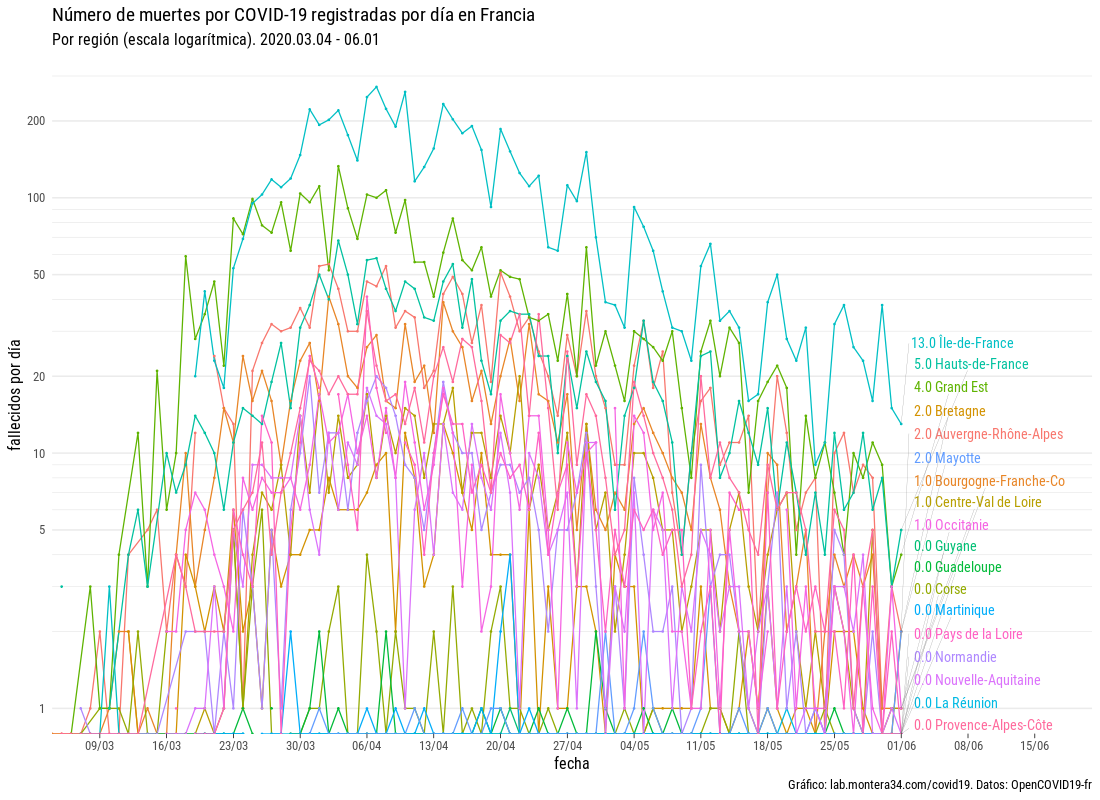 Número de muertes por COVID-19 registradas por día en Francia
Por región (escala logarítmica). 2020.03.04 - 06.01
fallecidos por día
200
100
50
20
10
5
1
13.0 Île-de-France
5.0 Hauts-de-France
4.0 Grand Est
2.0 Bretagne
2.0 Auvergne-Rhône-Alpes
2.0 Mayotte
1.0 Bourgogne-Franche-Co
1.0 Centre-Val de Loire
1.0 Occitanie
0.0 Guyane
0.0 Guadeloupe
0.0 Corse
0.0 Martinique
0.0 Pays de la Loire
0.0 Normandie
0.0 Nouvelle-Aquitaine
0.0 La Réunion
0.0 Provence-Alpes-Côte
09/03 16/03 23/03 30/03 06/04 13/04 20/04 27/04 04/05 11/05 18/05 25/05 01/06 08/06 15/06
fecha
Gráfico: lab.montera34.com/covid19. Datos: OpenCOVID19-fr